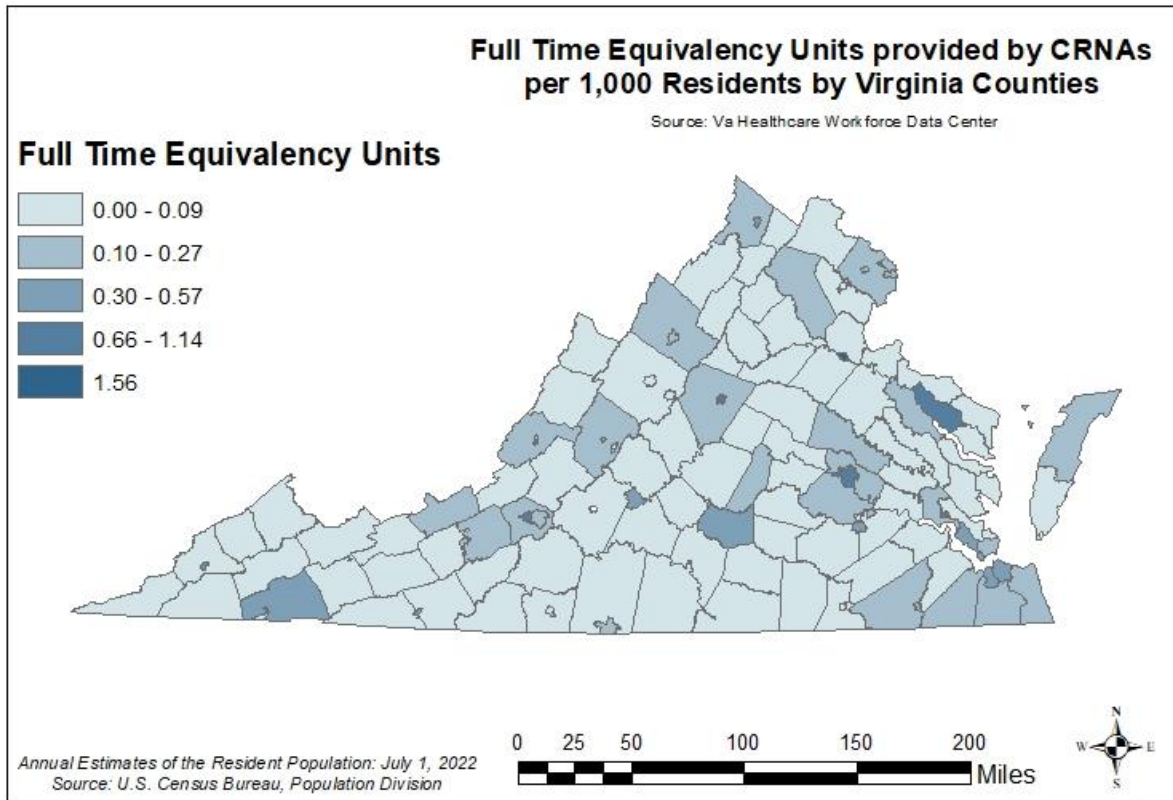 Full Time Equivalency Units provided by CRNAs
per 1,000 Residents by Virginia Counties
Source: Va Healthcare Workforce Data Center
Full Time Equivalency Units
0.00 - 0.09
0.10 - 0.27
0.30 - 0.57
0.66 - 1.14
1.56
Annual Estimates of the Resident Population: July 1, 2022
Source: U.S. Census Bureau, Population Division
0 25 50 100 150 200
Miles
N
W E
S